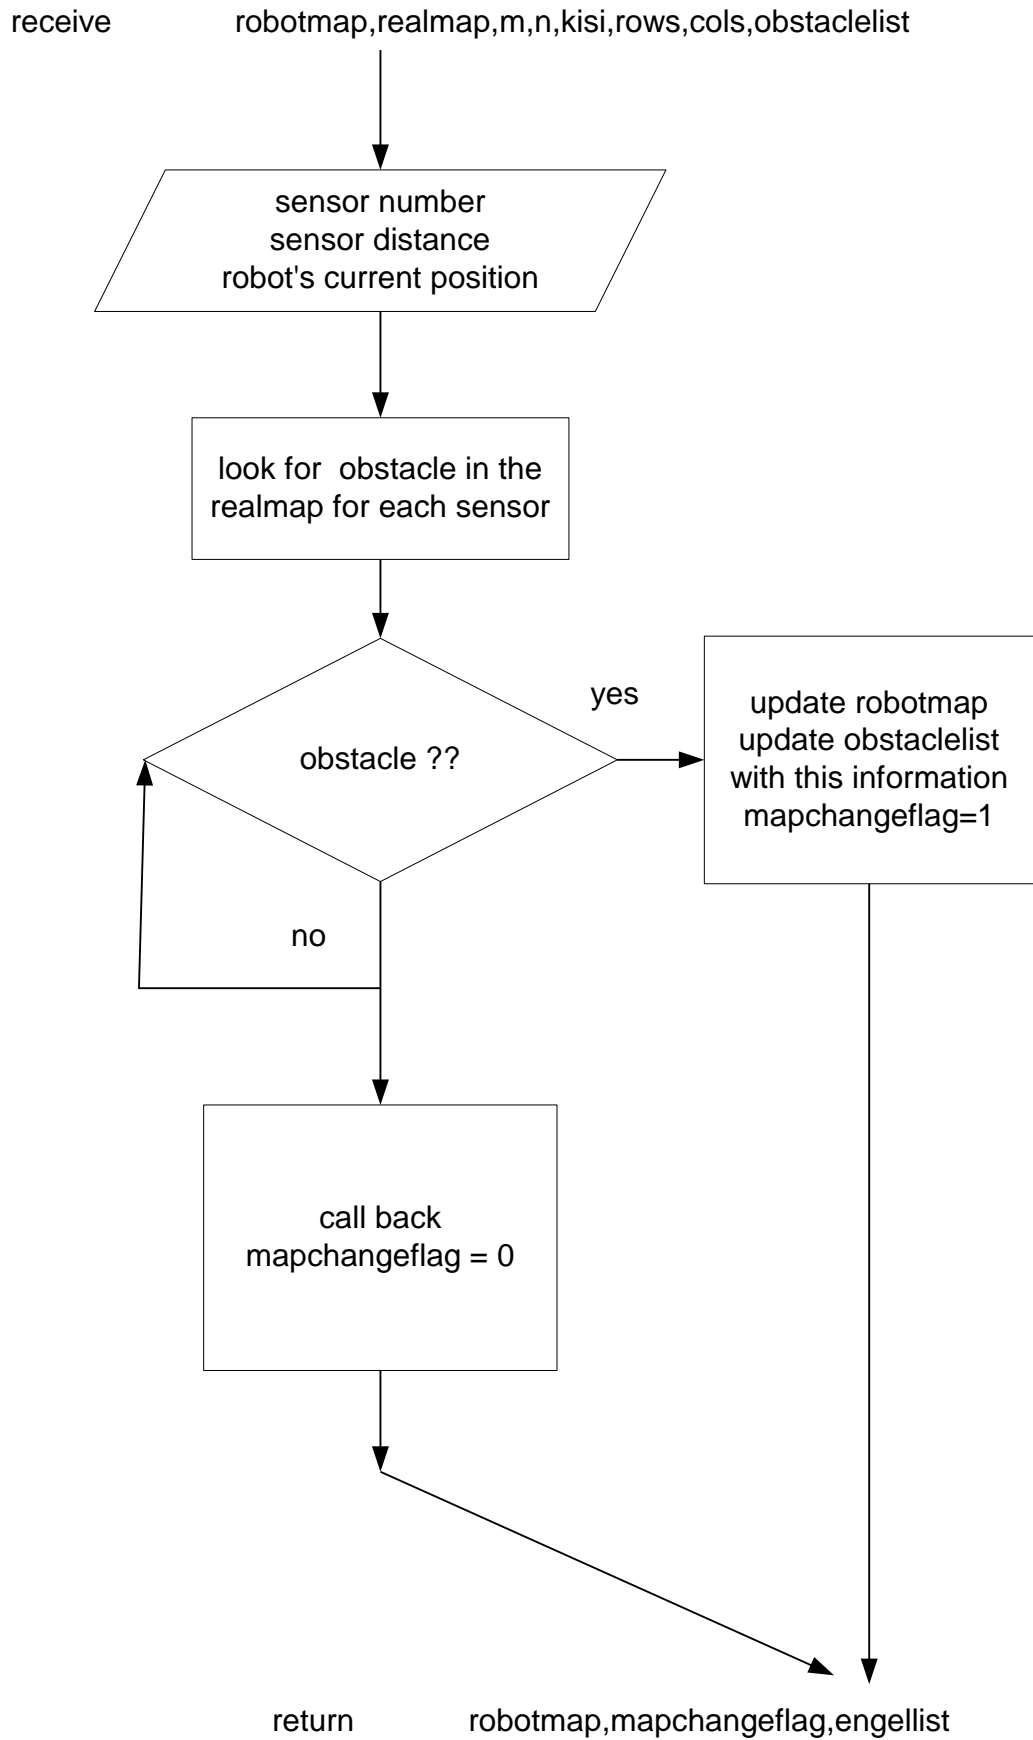 receive robotmap,realmap,m,n,kisi,rows,cols,obstaclelist
sensor number
sensor distance
robot's current position
look for obstacle in the
realmap for each sensor
obstacle ??
yes
update robotmap
update obstaclelist
with this information
mapchangeflag=1
no
call back
mapchangeflag = 0
return robotmap,mapchangeflag,engellist